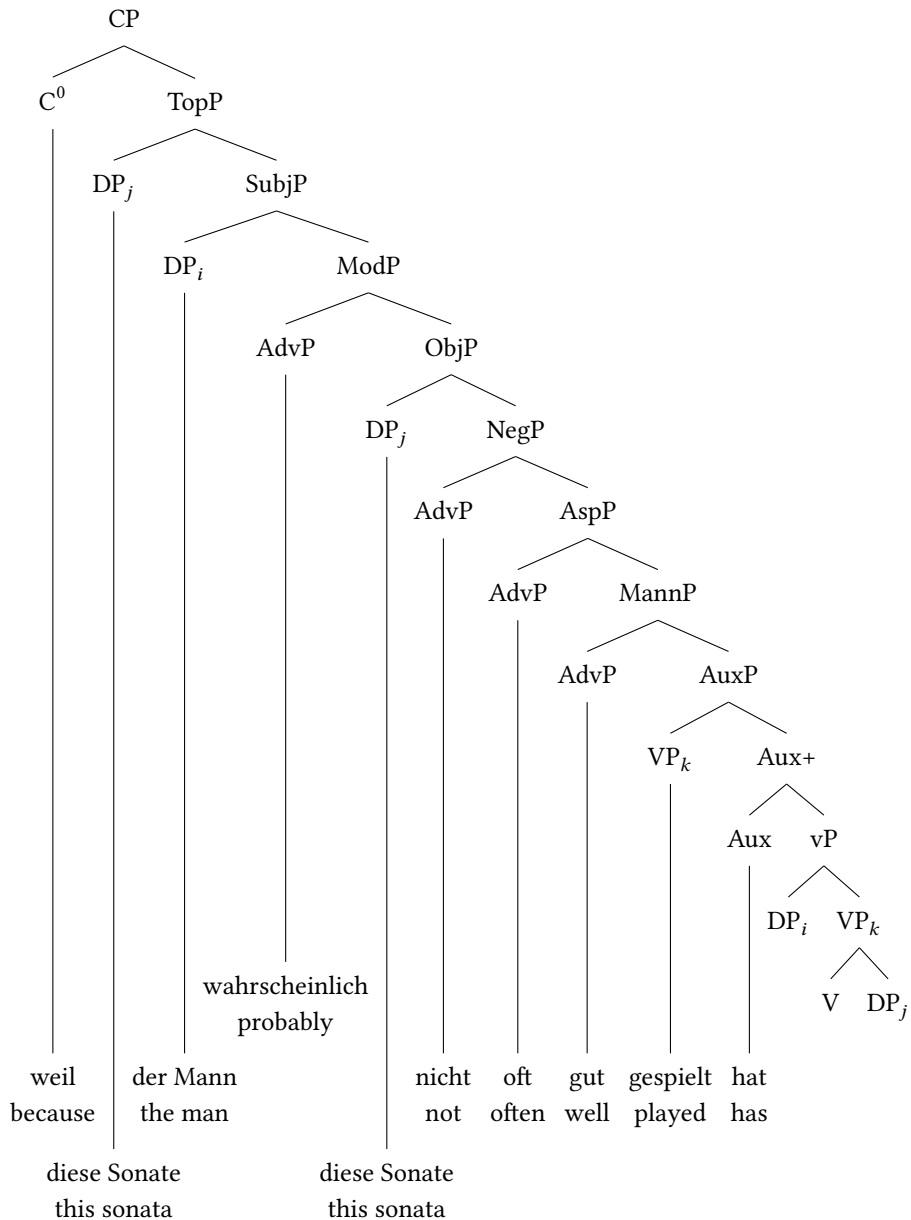 CP
C⁰ TopP
DPⱼ SubjP
DPᵢ ModP
AdvP ObjP
DPⱼ NegP
AdvP AspP
AdvP MannP
AdvP AuxP
VPₖ Aux+
Aux vP
DPᵢ VPₖ
wahrscheinlich V DPⱼ
probably
weil der Mann nicht oft gut gespielt hat
because the man not often well played has
diese Sonate diese Sonate
this sonata this sonata